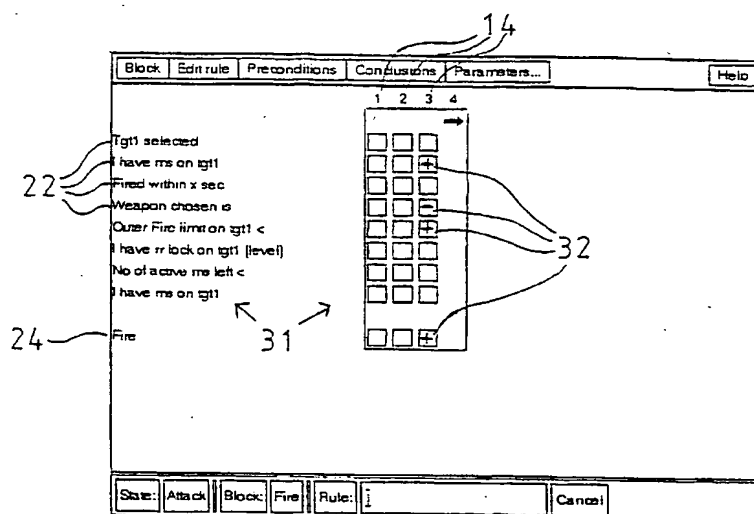 14
Block Edit rule Preconditions Conclusions Parameters... Help
1 2 3 4
Tgt1 selected
I have ms on tgt1 +
22
Fired within x sec
Weapon chosen is −
Outer Fire limit on tgt1 < +
32
I have rr lock on tgt1 (level)
No of active ms left <
I have ms on tgt1
31
24
Fire +
State: Attack Block: Fire Rule: Cancel